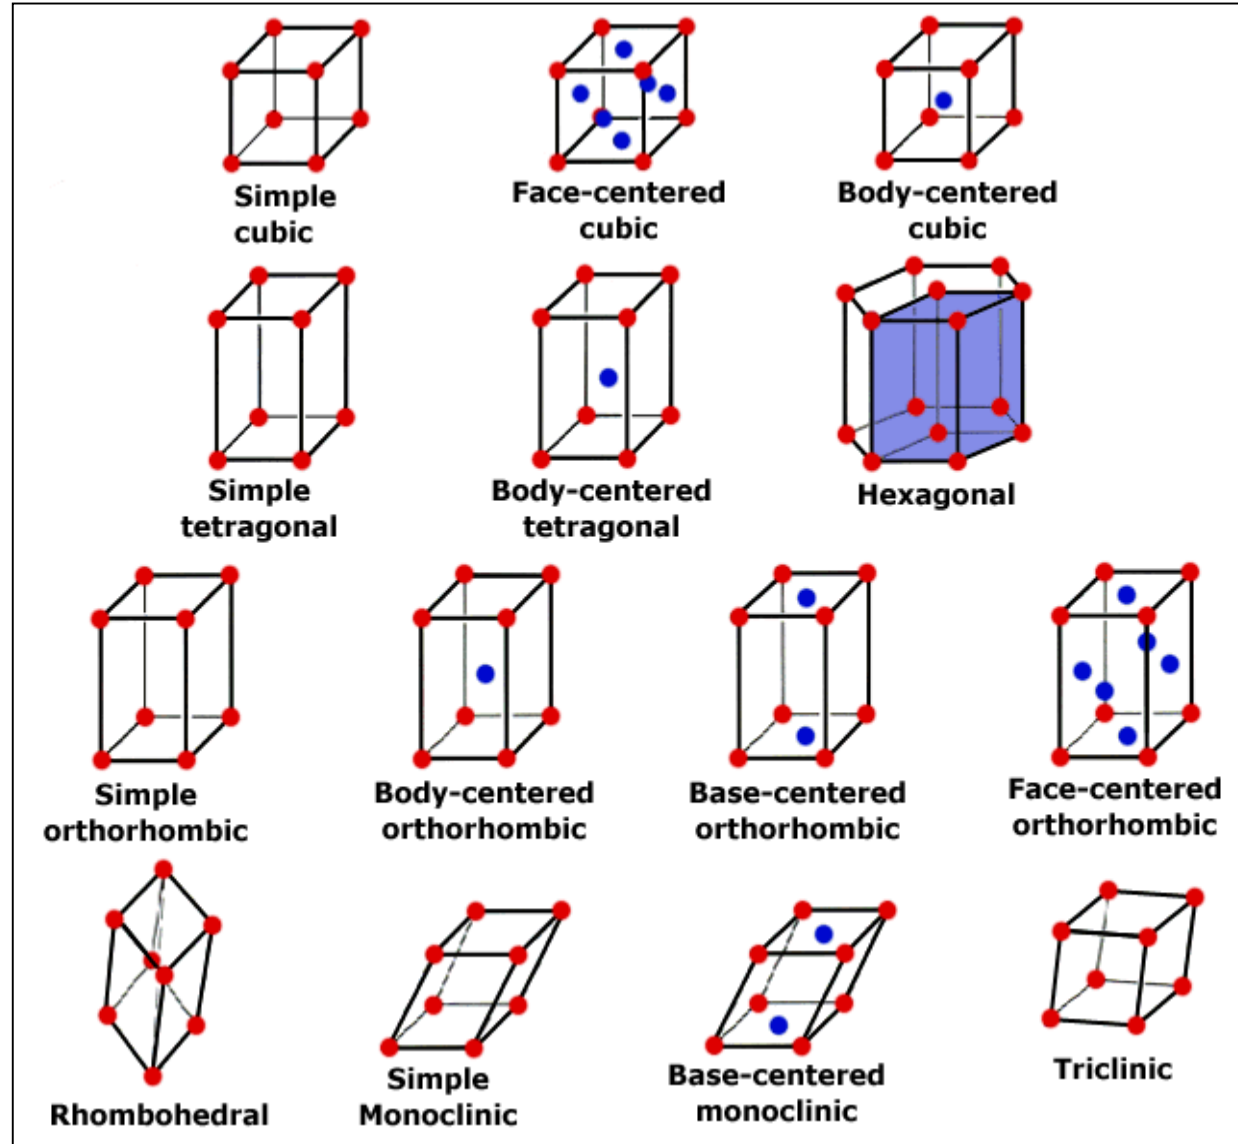 Simple
cubic
Face-centered
cubic
Body-centered
cubic
Simple
tetragonal
Body-centered
tetragonal
Hexagonal
Simple
orthorhombic
Body-centered
orthorhombic
Base-centered
orthorhombic
Face-centered
orthorhombic
Rhombohedral
Simple
Monoclinic
Base-centered
monoclinic
Triclinic